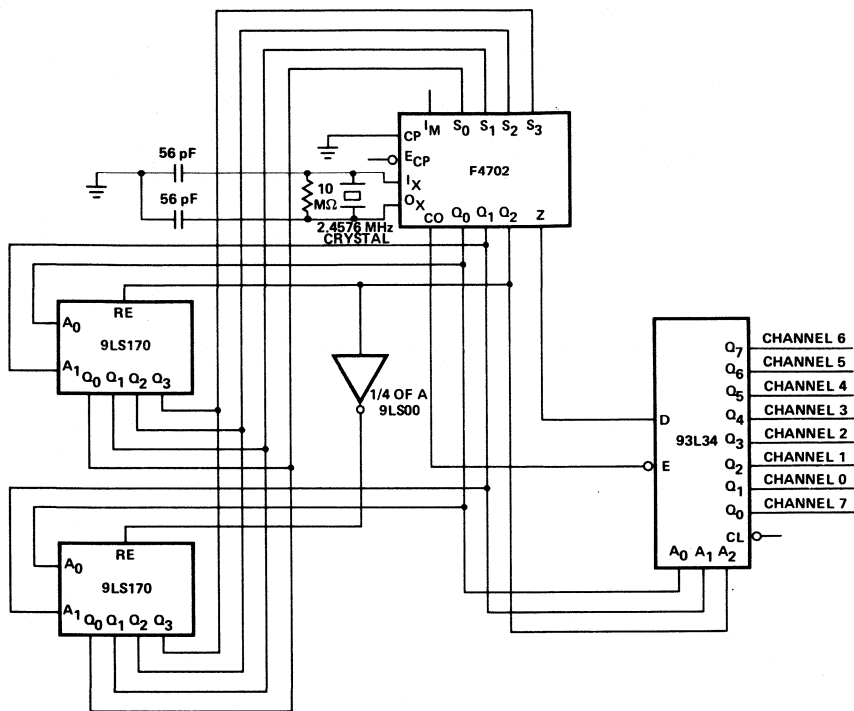 I_M S_0 S_1 S_2 S_3
CP
E_CP
F4702
I_X
O_X
CO Q_0 Q_1 Q_2 Z
56 pF
56 pF
10
MΩ
2.4576 MHz
CRYSTAL
RE
A_0
9LS170
A_1
Q_0 Q_1 Q_2 Q_3
1/4 OF A
9LS00
RE
A_0
9LS170
A_1
Q_0 Q_1 Q_2 Q_3
D
93L34
E
Q_7 CHANNEL 6
Q_6 CHANNEL 5
Q_5 CHANNEL 4
Q_4 CHANNEL 3
Q_3 CHANNEL 2
Q_2 CHANNEL 1
Q_1 CHANNEL 0
Q_0 CHANNEL 7
CL
A_0 A_1 A_2